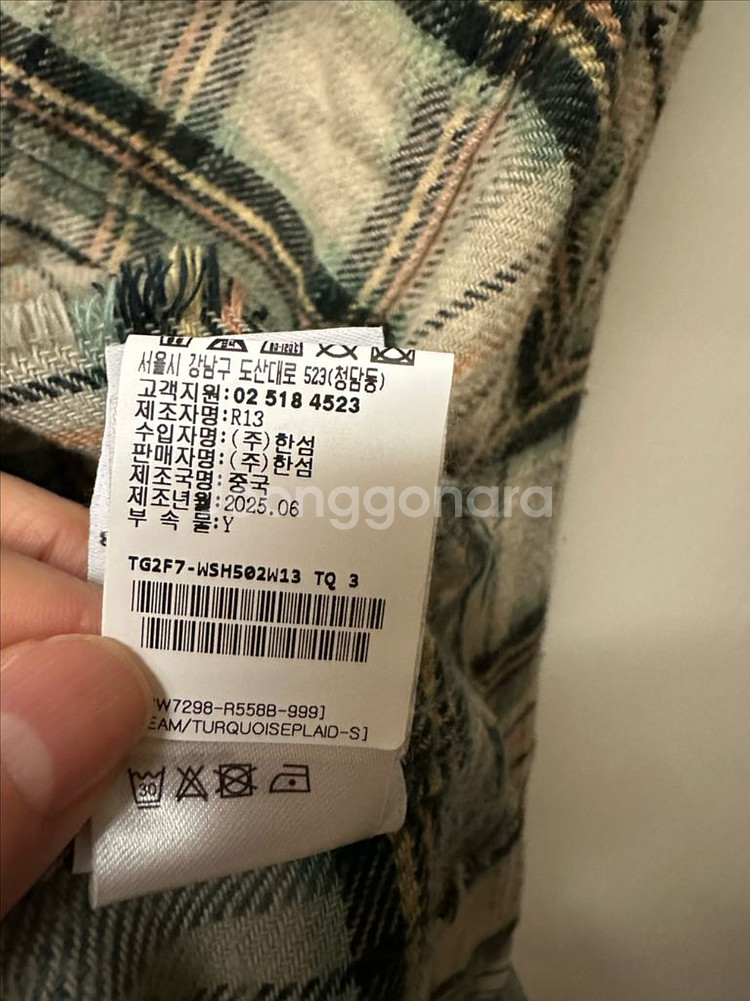 서울시 강남구 도산대로 523(청담동)
고객지원:02 518 4523
제조자명:R13
수입자명:(주)한섬
판매자명:(주)한섬
제조국명:중국
제조년월:2025.06
부 속 물:Y
joonggonara
TG2F7-WSH502W13 TQ 3
W7298-R558B-999]
EAM/TURQUOISEPLAID-S]
30